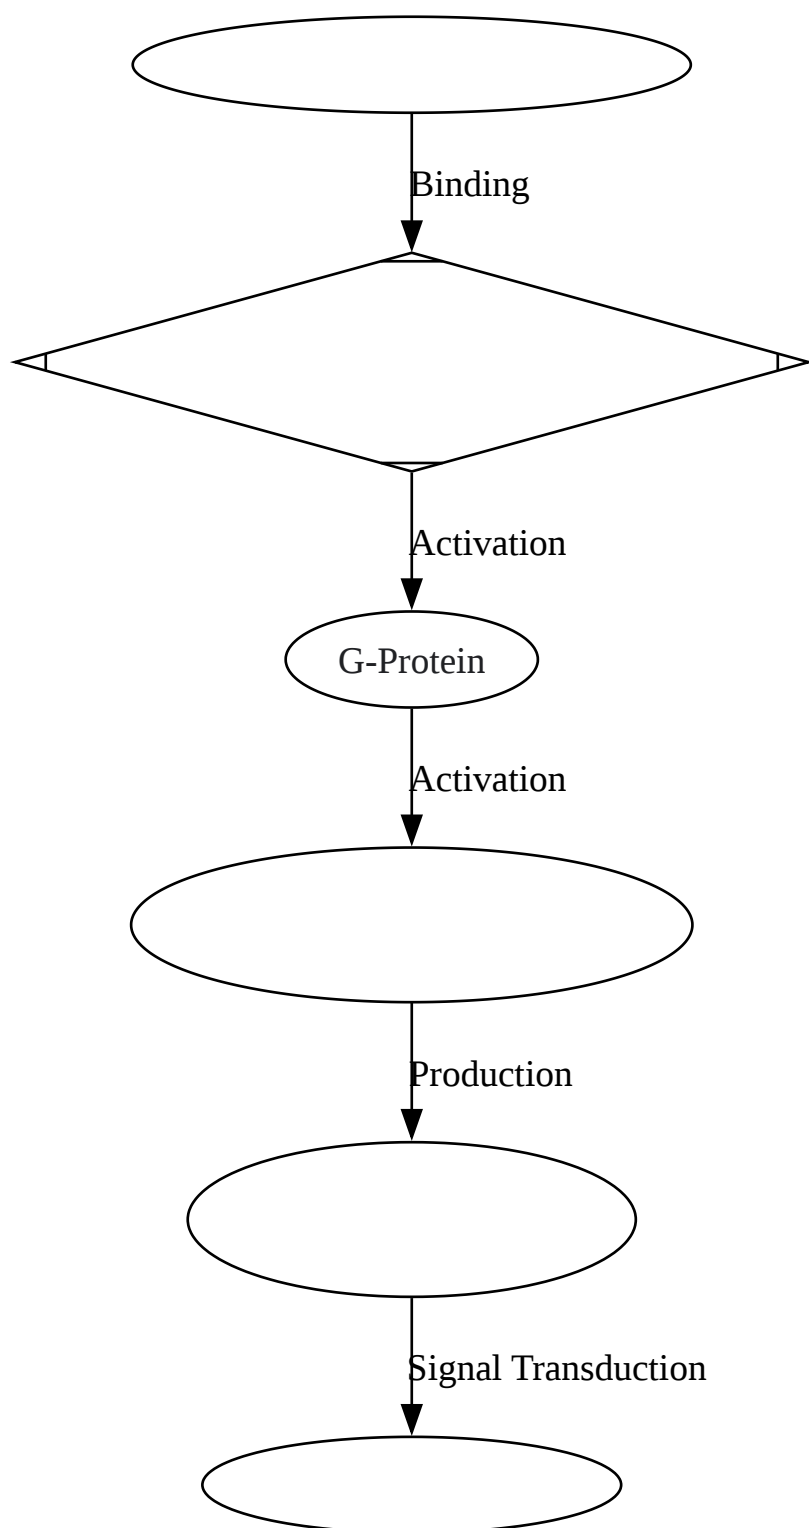 Binding
Activation
G-Protein
Activation
Production
Signal Transduction